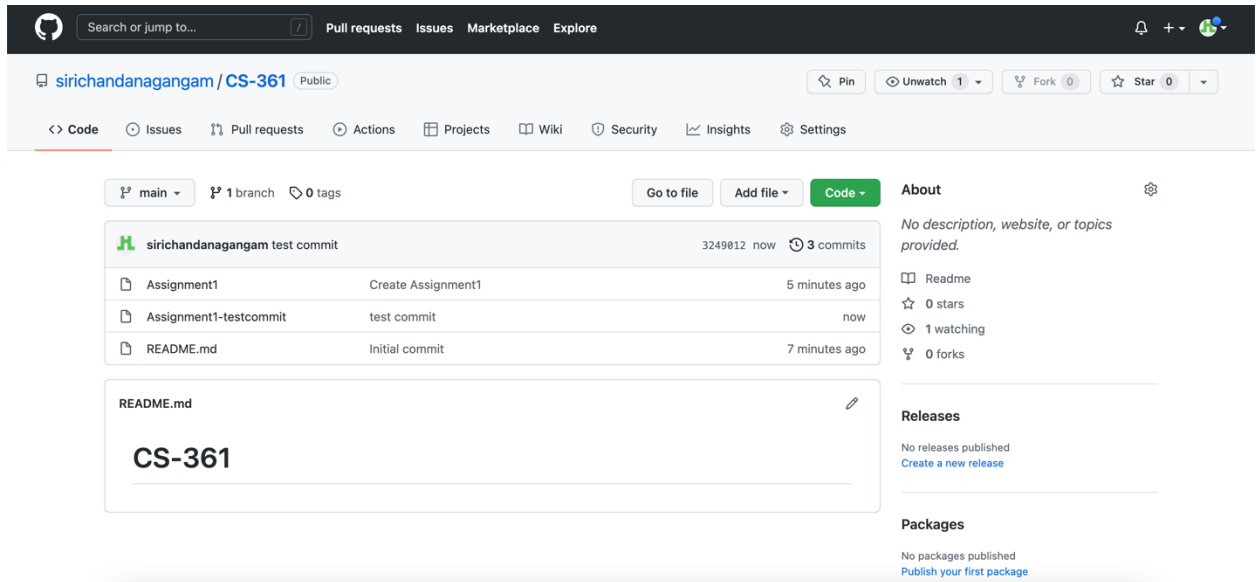 Search or jump to... / Pull requests Issues Marketplace Explore
sirichandanagangam / CS-361 Public Pin Unwatch 1 Fork 0 Star 0
Code Issues Pull requests Actions Projects Wiki Security Insights Settings
main 1 branch 0 tags Go to file Add file Code
sirichandanagangam test commit 3249012 now 3 commits
Assignment1 Create Assignment1 5 minutes ago
Assignment1-testcommit test commit now
README.md Initial commit 7 minutes ago
README.md
CS-361
About
No description, website, or topics
provided.
Readme
0 stars
1 watching
0 forks
Releases
No releases published
Create a new release
Packages
No packages published
Publish your first package